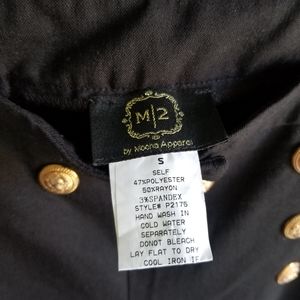 M|2
by Moona Apparel
S
SELF
47%POLYESTER
50%RAYON
3%SPANDEX
STYLE# P2175
HAND WASH IN
COLD WATER
SEPARATELY
DONOT BLEACH
LAY FLAT TO DRY
COOL IRON IF